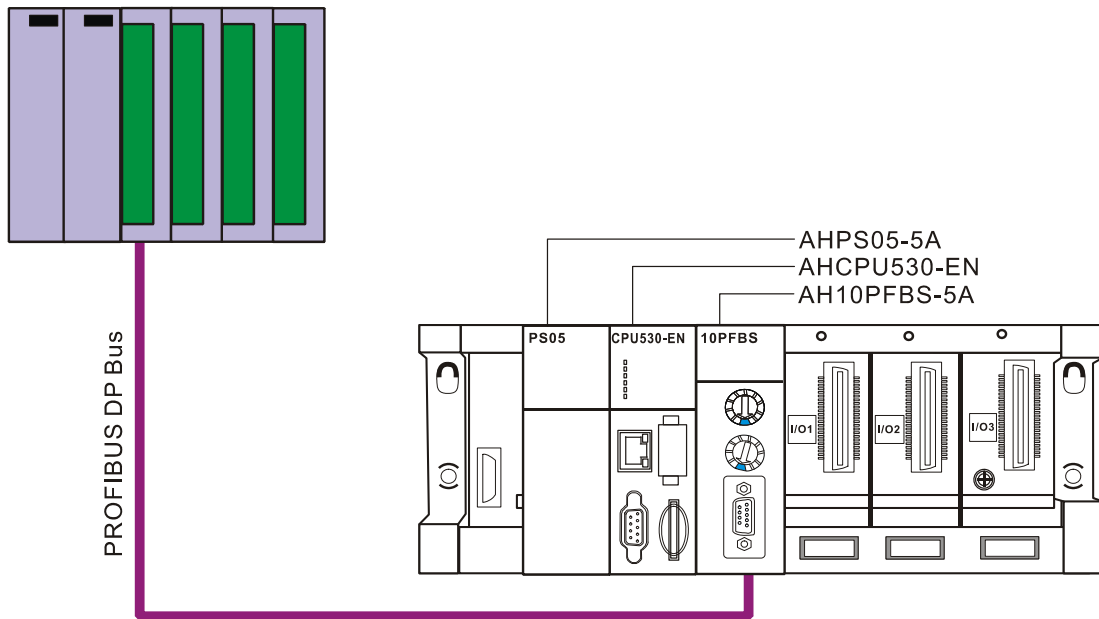 AHPS05-5A
AHCPU530-EN
AH10PFBS-5A
PS05
CPU530-EN
10PFBS
I/O1
I/O2
I/O3
PROFIBUS DP Bus